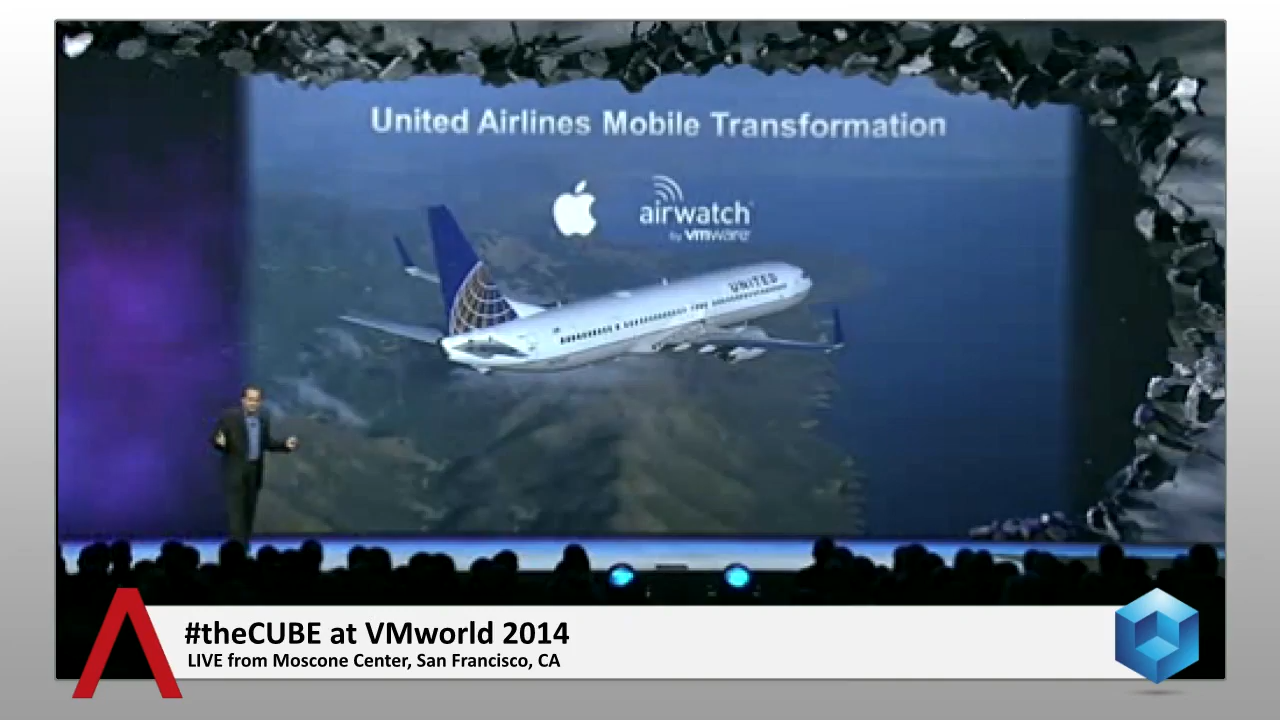 United Airlines Mobile Transformation
airwatch
by vmware
UNITED
#theCUBE at VMworld 2014
LIVE from Moscone Center, San Francisco, CA